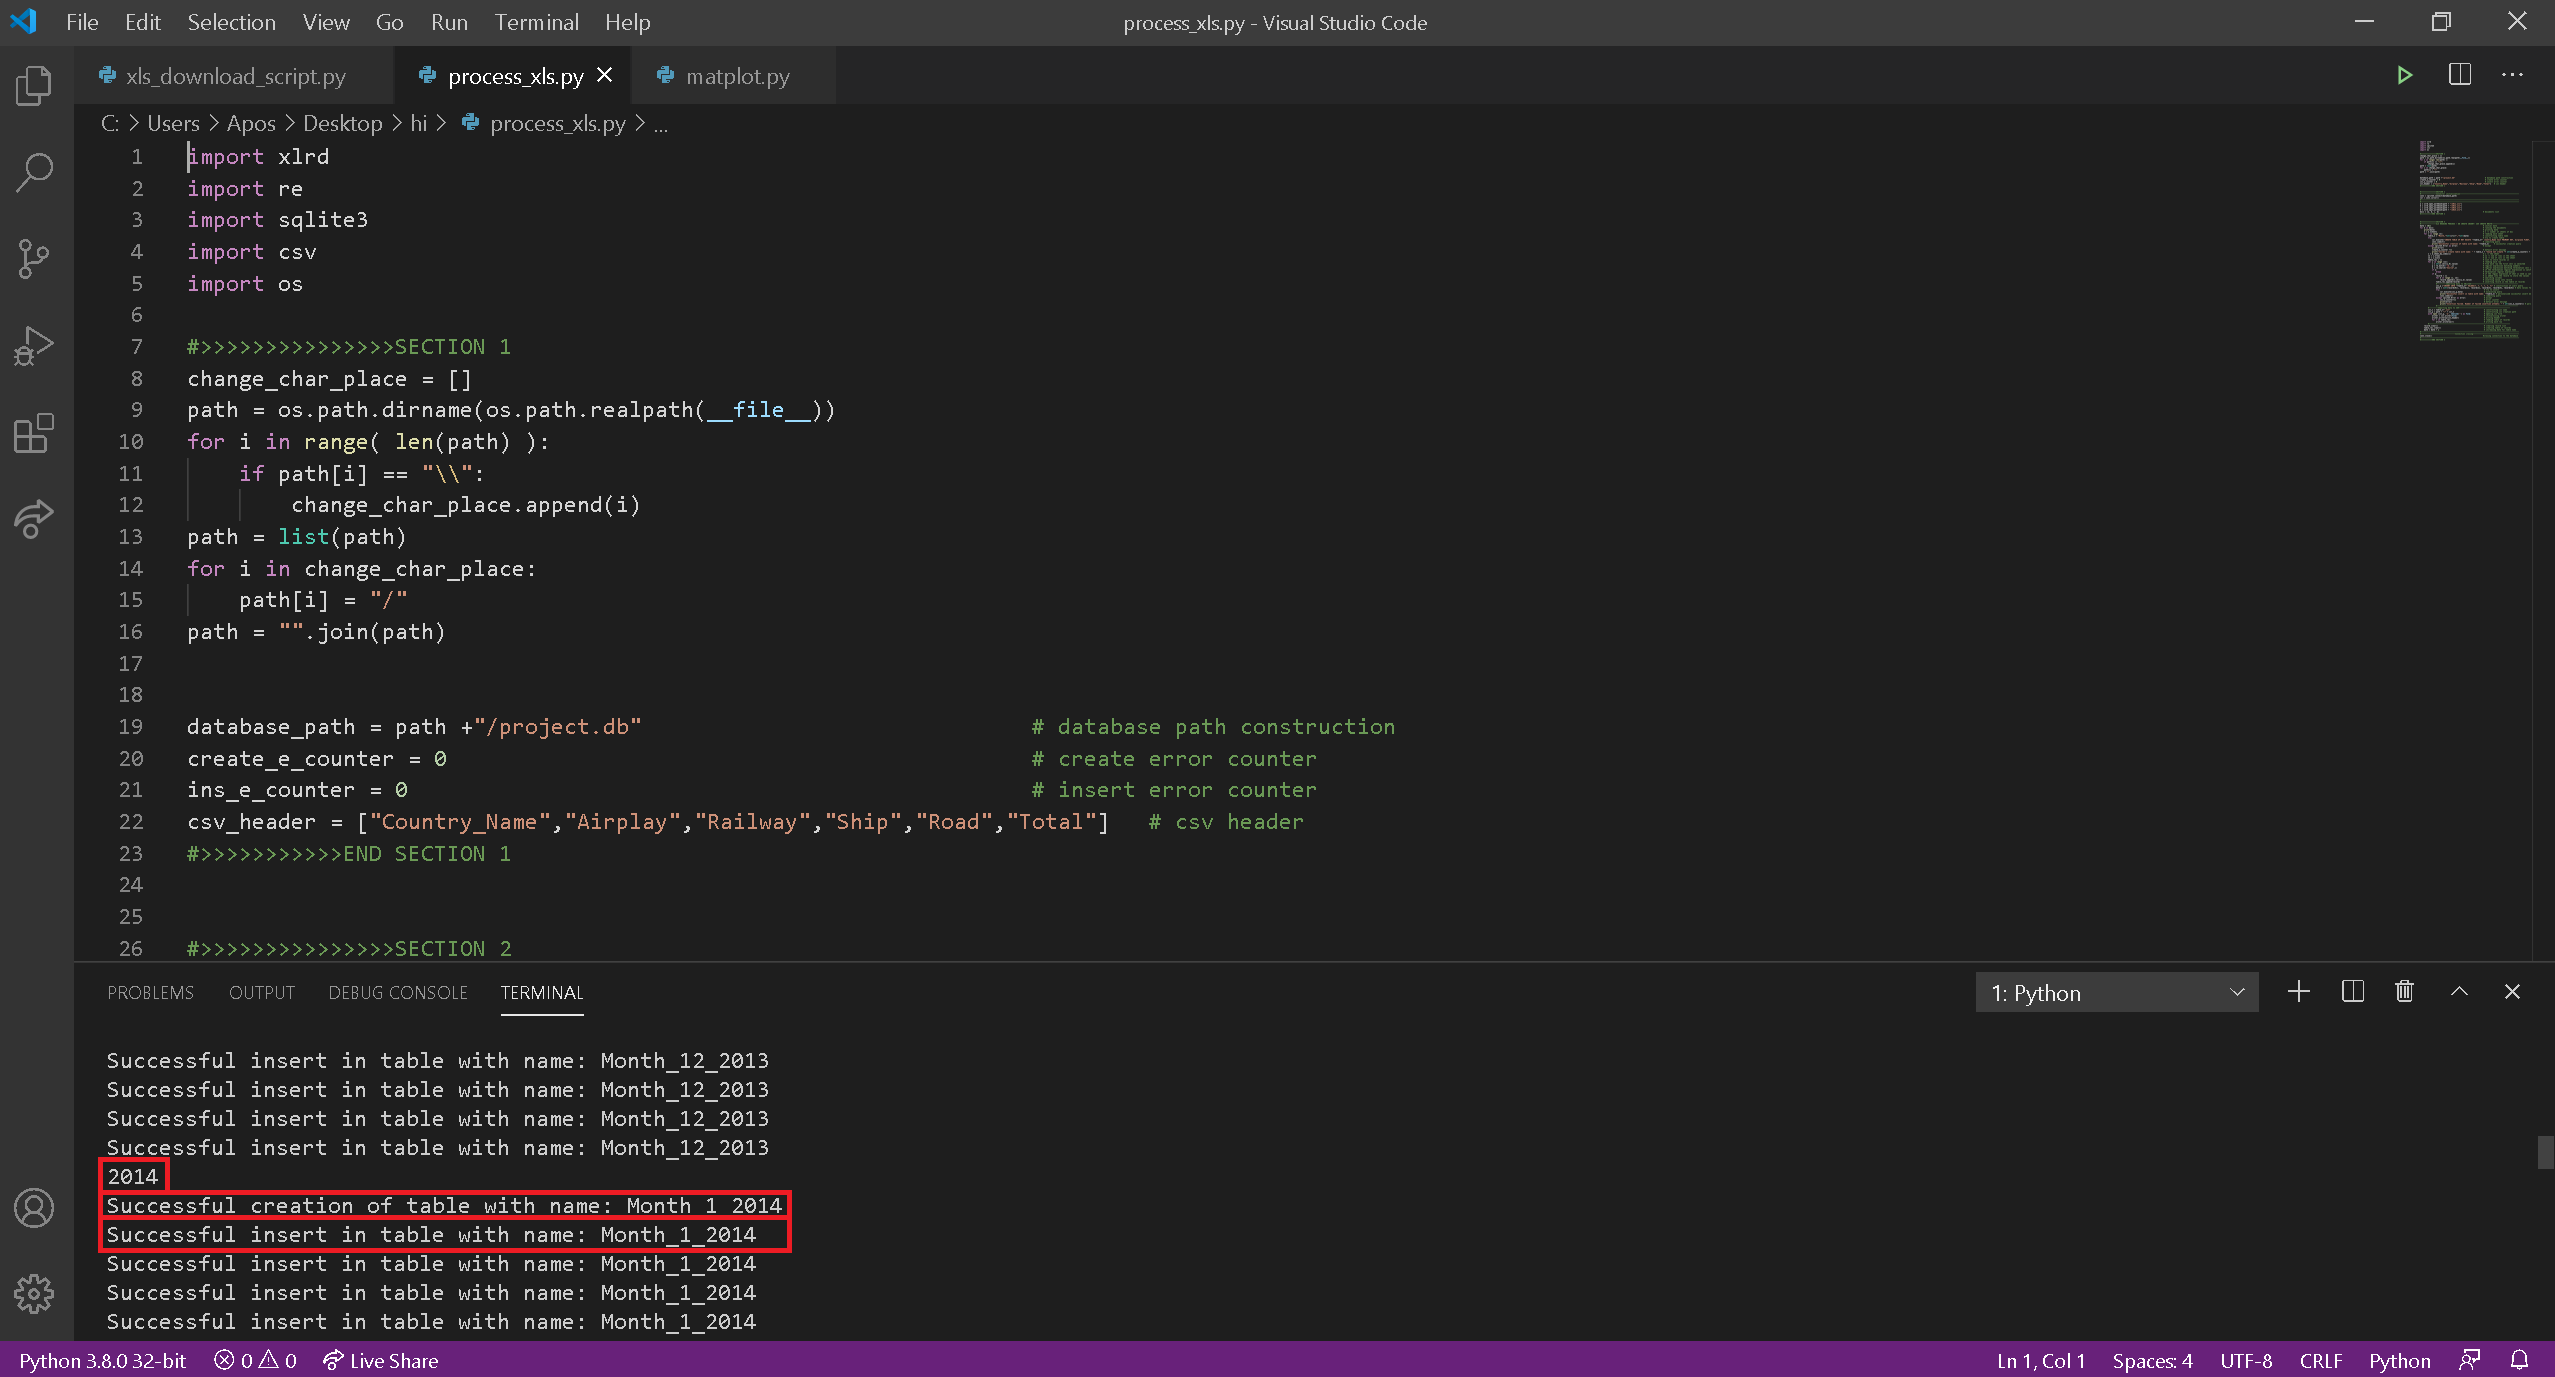 File Edit Selection View Go Run Terminal Help
process_xls.py - Visual Studio Code
xls_download_script.py
process_xls.py
matplot.py
C: > Users > Apos > Desktop > hi > process_xls.py > ...
1 import xlrd
2 import re
3 import sqlite3
4 import csv
5 import os
6
7 #>>>>>>>>>>>>>>>SECTION 1
8 change_char_place = []
9 path = os.path.dirname(os.path.realpath(__file__))
10 for i in range( len(path) ):
11 if path[i] == "\\":
12 change_char_place.append(i)
13 path = list(path)
14 for i in change_char_place:
15 path[i] = "/"
16 path = "".join(path)
17
18
19 database_path = path +"/project.db" # database path construction
20 create_e_counter = 0 # create error counter
21 ins_e_counter = 0 # insert error counter
22 csv_header = ["Country_Name","Airplay","Railway","Ship","Road","Total"] # csv header
23 #>>>>>>>>>>>END SECTION 1
24
25
26 #>>>>>>>>>>>>>>>SECTION 2
PROBLEMS OUTPUT DEBUG CONSOLE TERMINAL
1: Python
Successful insert in table with name: Month_12_2013
Successful insert in table with name: Month_12_2013
Successful insert in table with name: Month_12_2013
Successful insert in table with name: Month_12_2013
2014
Successful creation of table with name: Month 1 2014
Successful insert in table with name: Month_1_2014
Successful insert in table with name: Month_1_2014
Successful insert in table with name: Month_1_2014
Successful insert in table with name: Month_1_2014
Python 3.8.0 32-bit 0 0 Live Share
Ln 1, Col 1 Spaces: 4 UTF-8 CRLF Python